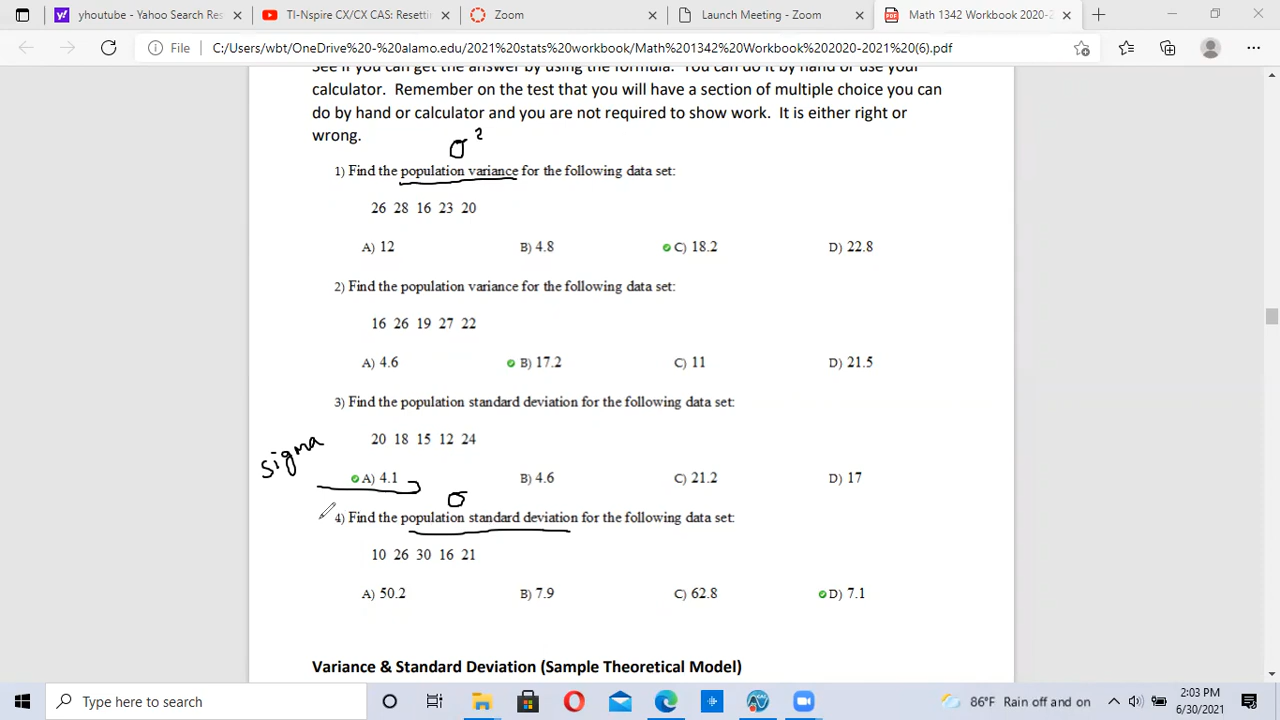 yhoutube - Yahoo Search Res
TI-Nspire CX/CX CAS: Resettin
Zoom
Launch Meeting - Zoom
Math 1342 Workbook 2020-2
File
C:/Users/wbt/OneDrive%20-%20alamo.edu/2021%20stats%20workbook/Math%201342%20Workbook%202020-2021%20(6).pdf
See if you can get the answer by using the formula. You can do it by hand or use your
calculator. Remember on the test that you will have a section of multiple choice you can
do by hand or calculator and you are not required to show work. It is either right or
wrong.
σ²
1) Find the population variance for the following data set:
26 28 16 23 20
A) 12 B) 4.8 C) 18.2 D) 22.8
2) Find the population variance for the following data set:
16 26 19 27 22
A) 4.6 B) 17.2 C) 11 D) 21.5
3) Find the population standard deviation for the following data set:
20 18 15 12 24
sigma
A) 4.1 B) 4.6 C) 21.2 D) 17
σ
4) Find the population standard deviation for the following data set:
10 26 30 16 21
A) 50.2 B) 7.9 C) 62.8 D) 7.1
Variance & Standard Deviation (Sample Theoretical Model)
Type here to search
86°F Rain off and on
2:03 PM
6/30/2021